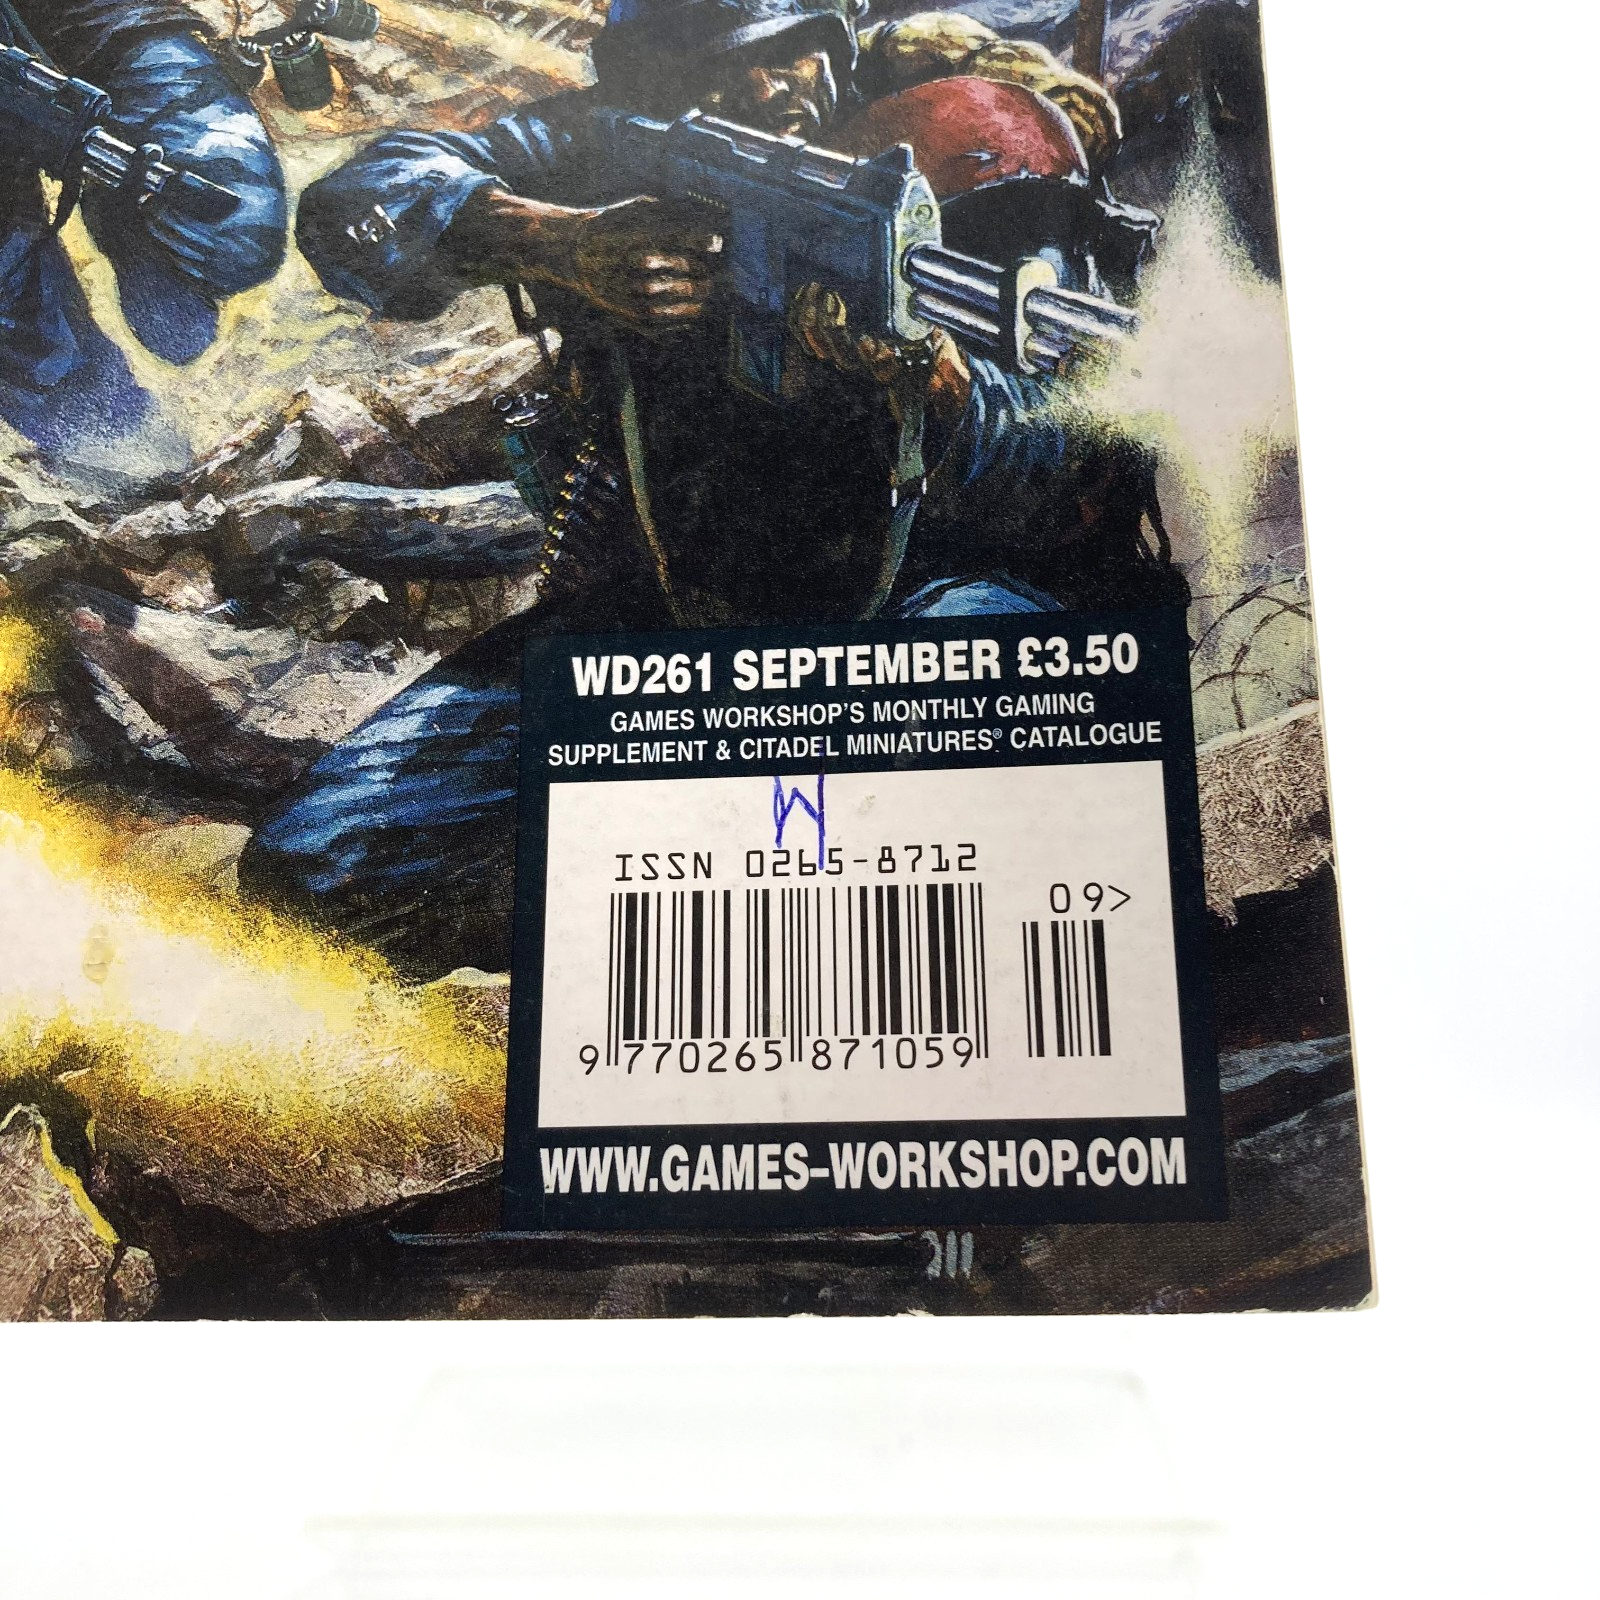 WD261 SEPTEMBER £3.50
GAMES WORKSHOP'S MONTHLY GAMING
SUPPLEMENT & CITADEL MINIATURES® CATALOGUE
ISSN 0265-8712
09>
9 770265 871059
WWW.GAMES-WORKSHOP.COM